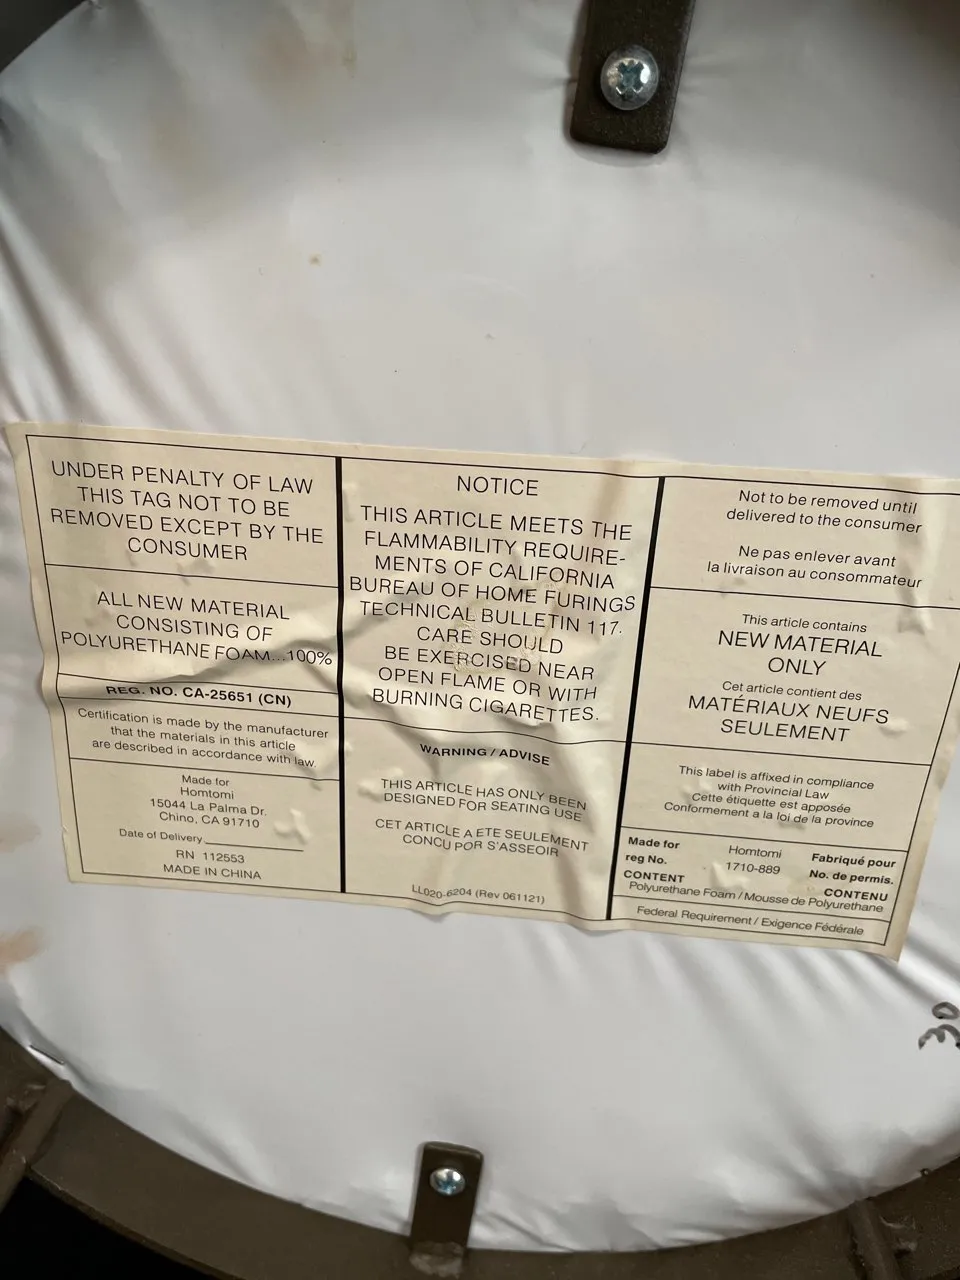 UNDER PENALTY OF LAW
THIS TAG NOT TO BE
REMOVED EXCEPT BY THE
CONSUMER
ALL NEW MATERIAL
CONSISTING OF
POLYURETHANE FOAM...100%
REG. NO. CA-25651 (CN)
Certification is made by the manufacturer
that the materials in this article
are described in accordance with law.
Made for
Homtomi
15044 La Palma Dr.
Chino, CA 91710
Date of Delivery
RN 112553
MADE IN CHINA
NOTICE
THIS ARTICLE MEETS THE
FLAMMABILITY REQUIRE-
MENTS OF CALIFORNIA
BUREAU OF HOME FURINGS
TECHNICAL BULLETIN 117.
CARE SHOULD
BE EXERCISED NEAR
OPEN FLAME OR WITH
BURNING CIGARETTES.
WARNING / ADVISE
THIS ARTICLE HAS ONLY BEEN
DESIGNED FOR SEATING USE
CET ARTICLE A ETE SEULEMENT
CONCU POR S'ASSEOIR
LL020-6204 (Rev 061121)
Not to be removed until
delivered to the consumer
Ne pas enlever avant
la livraison au consommateur
This article contains
NEW MATERIAL
ONLY
Cet article contient des
MATÉRIAUX NEUFS
SEULEMENT
This label is affixed in compliance
with Provincial Law
Cette étiquette est apposée
Conformement a la loi de la province
Made for Homtomi Fabriqué pour
reg No. 1710-889 No. de permis.
CONTENT CONTENU
Polyurethane Foam / Mousse de Polyurethane
Federal Requirement / Exigence Fédérale